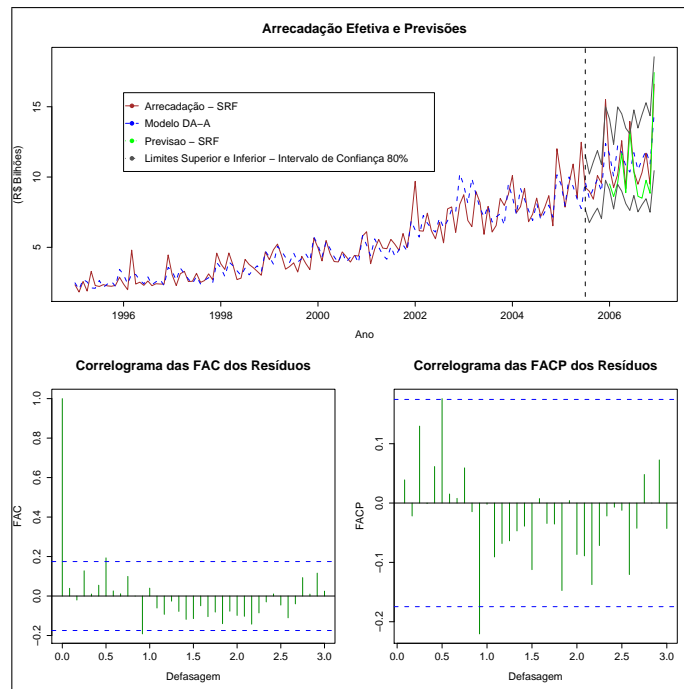 Arrecadação Efetiva e Previsões
(R$ Bilhões)
15
10
5
Arrecadação – SRF
Modelo DA–A
Previsao – SRF
Limites Superior e Inferior – Intervalo de Confiança 80%
1996
1998
2000
2002
2004
2006
Ano
Correlograma das FAC dos Resíduos
FAC
1.0
0.8
0.6
0.4
0.2
0.0
−0.2
0.0
0.5
1.0
1.5
2.0
2.5
3.0
Defasagem
Correlograma das FACP dos Resíduos
FACP
0.1
0.0
−0.1
−0.2
0.0
0.5
1.0
1.5
2.0
2.5
3.0
Defasagem